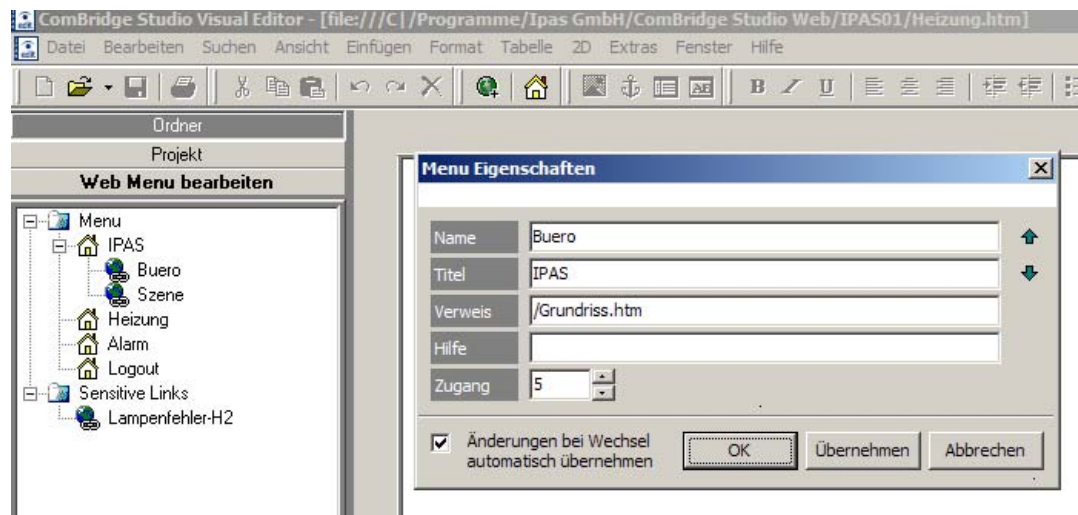 ComBridge Studio Visual Editor - [file:///C|/Programme/Ipas GmbH/ComBridge Studio Web/IPAS01/Heizung.htm]
Datei Bearbeiten Suchen Ansicht Einfügen Format Tabelle 2D Extras Fenster Hilfe
B I U
Ordner
Projekt
Web Menu bearbeiten
Menu
IPAS
Buero
Szene
Heizung
Alarm
Logout
Sensitive Links
Lampenfehler-H2
Menu Eigenschaften
Name Buero
Titel IPAS
Verweis /Grundriss.htm
Hilfe
Zugang 5
Änderungen bei Wechsel
automatisch übernehmen
OK Übernehmen Abbrechen